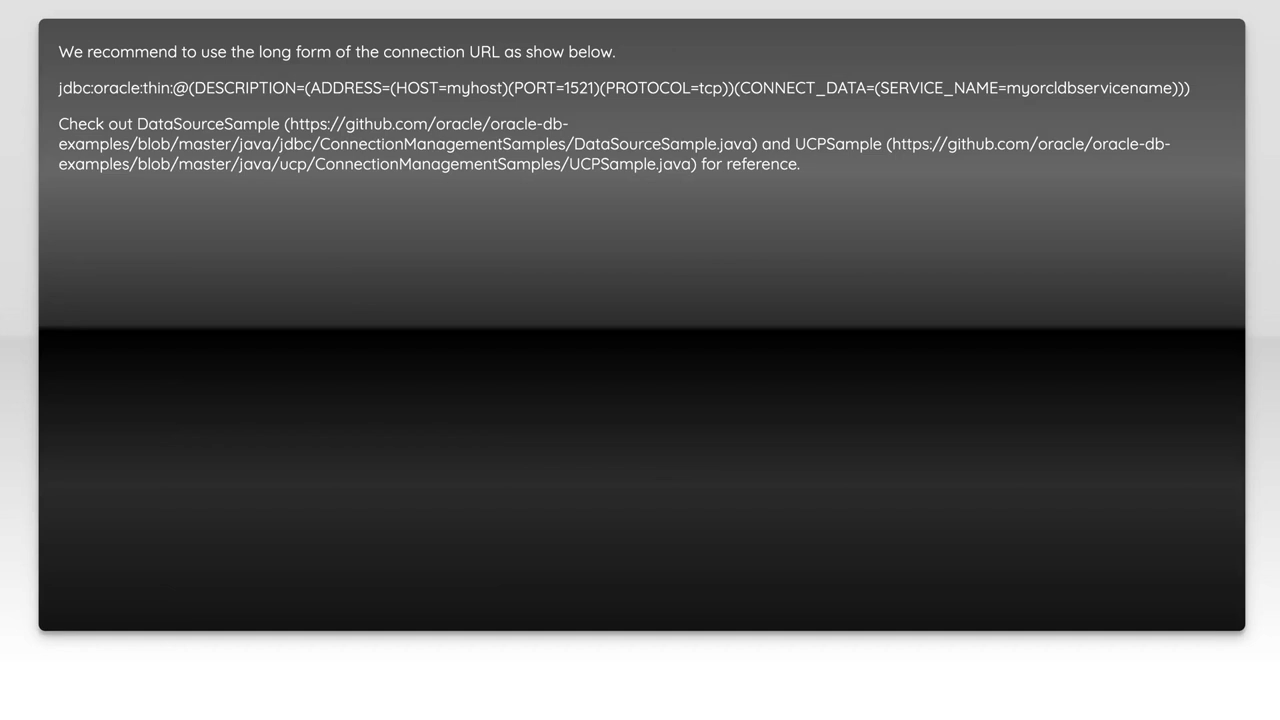 We recommend to use the long form of the connection URL as show below.
jdbc:oracle:thin:@(DESCRIPTION=(ADDRESS=(HOST=myhost)(PORT=1521)(PROTOCOL=tcp))(CONNECT_DATA=(SERVICE_NAME=myorcldbservicename)))
Check out DataSourceSample (https://github.com/oracle/oracle-db-
examples/blob/master/java/jdbc/ConnectionManagementSamples/DataSourceSample.java) and UCPSample (https://github.com/oracle/oracle-db-
examples/blob/master/java/ucp/ConnectionManagementSamples/UCPSample.java) for reference.